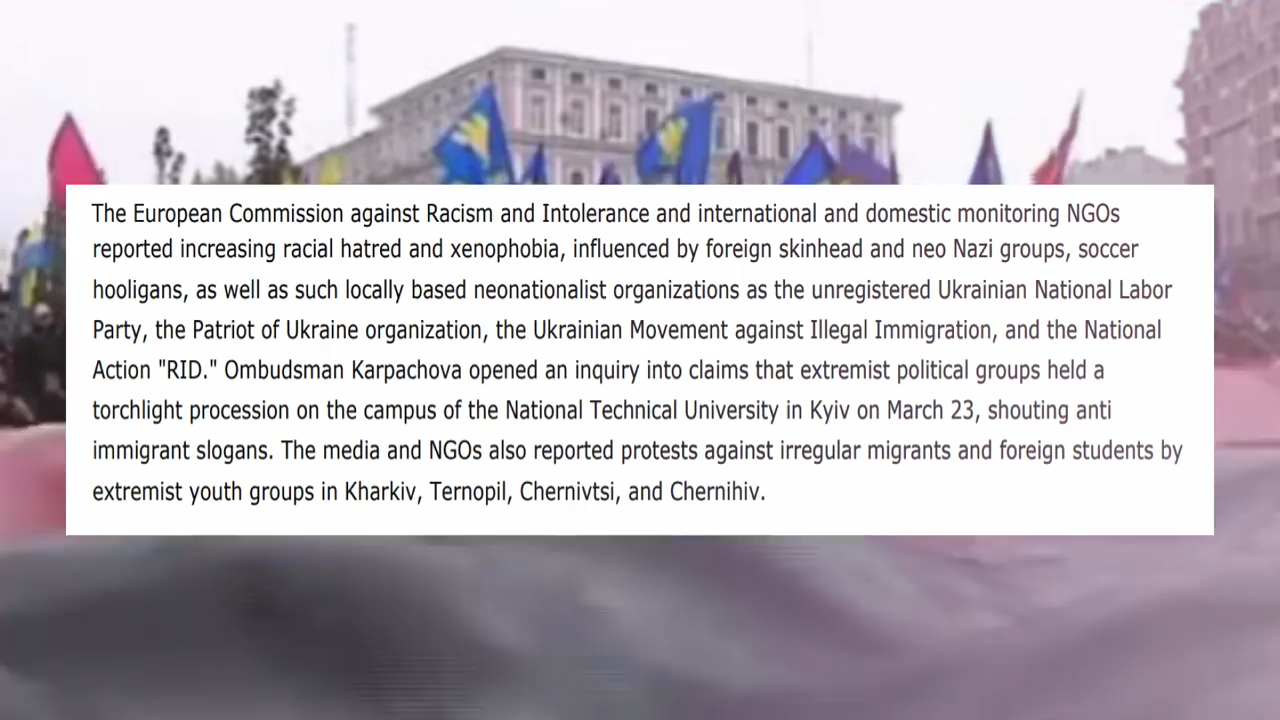 The European Commission against Racism and Intolerance and international and domestic monitoring NGOs
reported increasing racial hatred and xenophobia, influenced by foreign skinhead and neo Nazi groups, soccer
hooligans, as well as such locally based neonationalist organizations as the unregistered Ukrainian National Labor
Party, the Patriot of Ukraine organization, the Ukrainian Movement against Illegal Immigration, and the National
Action "RID." Ombudsman Karpachova opened an inquiry into claims that extremist political groups held a
torchlight procession on the campus of the National Technical University in Kyiv on March 23, shouting anti
immigrant slogans. The media and NGOs also reported protests against irregular migrants and foreign students by
extremist youth groups in Kharkiv, Ternopil, Chernivtsi, and Chernihiv.